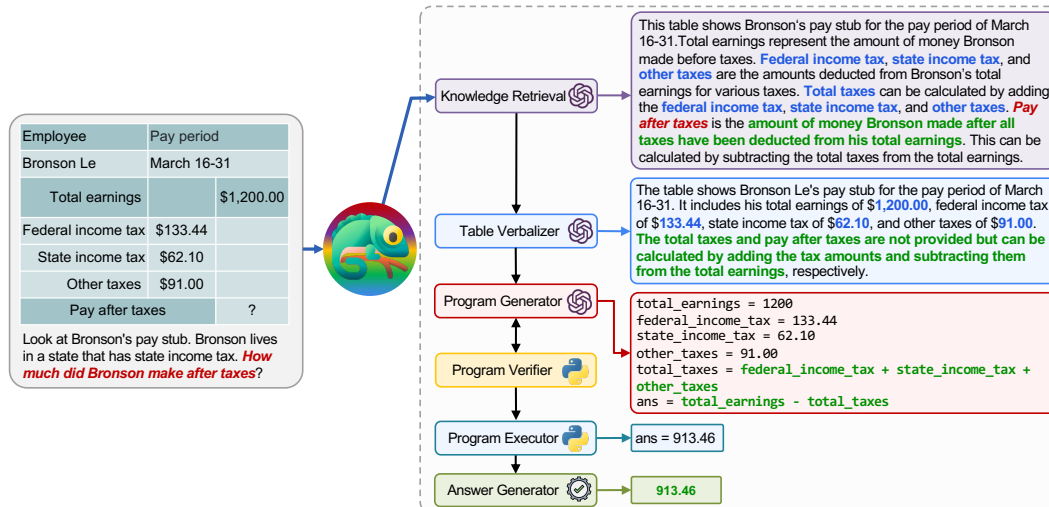 Employee Pay period
Bronson Le March 16-31
Total earnings $1,200.00
Federal income tax $133.44
State income tax $62.10
Other taxes $91.00
Pay after taxes ?
Look at Bronson's pay stub. Bronson lives
in a state that has state income tax. How
much did Bronson make after taxes?
Knowledge Retrieval
This table shows Bronson's pay stub for the pay period of March
16-31.Total earnings represent the amount of money Bronson
made before taxes. Federal income tax, state income tax, and
other taxes are the amounts deducted from Bronson's total
earnings for various taxes. Total taxes can be calculated by adding
the federal income tax, state income tax, and other taxes. Pay
after taxes is the amount of money Bronson made after all
taxes have been deducted from his total earnings. This can be
calculated by subtracting the total taxes from the total earnings.
Table Verbalizer
The table shows Bronson Le's pay stub for the pay period of March
16-31. It includes his total earnings of $1,200.00, federal income tax
of $133.44, state income tax of $62.10, and other taxes of $91.00.
The total taxes and pay after taxes are not provided but can be
calculated by adding the tax amounts and subtracting them
from the total earnings, respectively.
Program Generator
total_earnings = 1200
federal_income_tax = 133.44
state_income_tax = 62.10
other_taxes = 91.00
total_taxes = federal_income_tax + state_income_tax +
other_taxes
ans = total_earnings - total_taxes
Program Verifier
Program Executor
ans = 913.46
Answer Generator
913.46